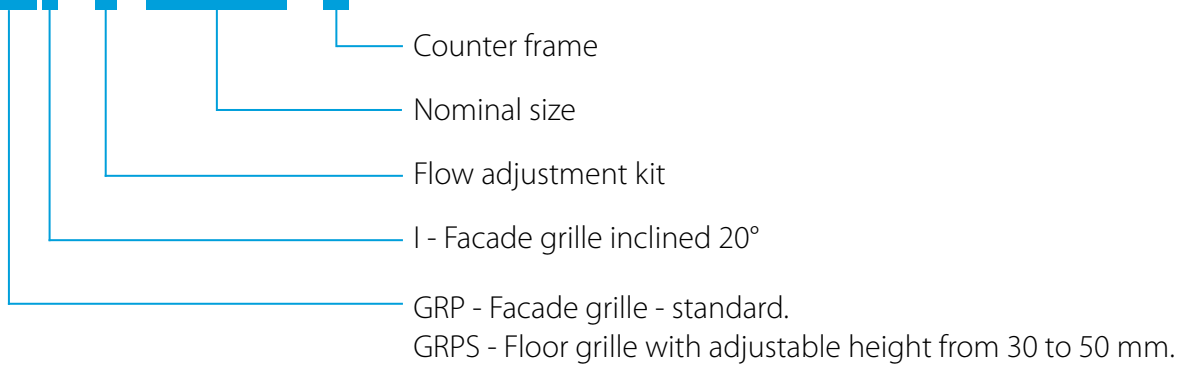 Counter frame
Nominal size
Flow adjustment kit
I - Facade grille inclined 20°
GRP - Facade grille - standard.
GRPS - Floor grille with adjustable height from 30 to 50 mm.